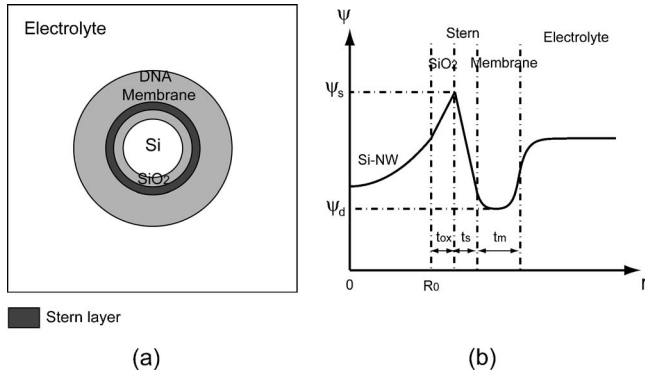 Electrolyte
DNA
Membrane
Si
SiO2
Stern layer
(a)
Ψ
Stern
Electrolyte
SiO2
Membrane
Ψs
Si-NW
Ψd
tox
ts
tm
0
R0
r
(b)